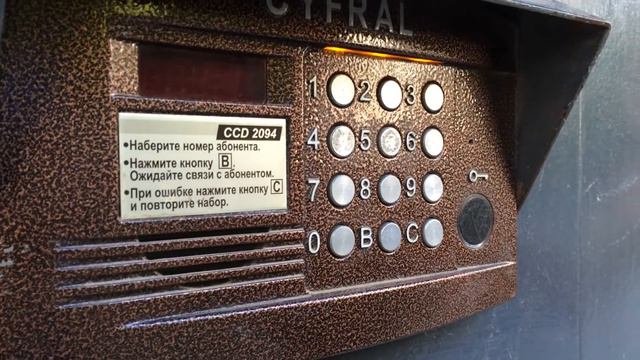 CYFRAL
CCD 2094
•Наберите номер абонента.
•Нажмите кнопку B.
Ожидайте связи с абонентом.
•При ошибке нажмите кнопку C
и повторите набор.
1 2 3
4 5 6
7 8 9
0 B C